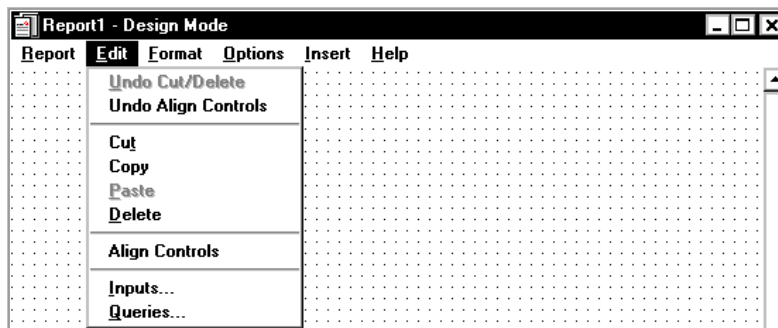 Report1 - Design Mode
Report Edit Format Options Insert Help
Undo Cut/Delete
Undo Align Controls
Cut
Copy
Paste
Delete
Align Controls
Inputs...
Queries...